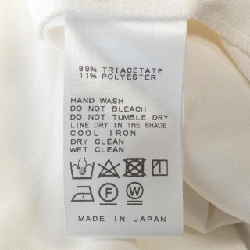 89% TRIACETATE
11% POLYESTER
HAND WASH
DO NOT BLEACH
DO NOT TUMBLE DRY
LINE DRY IN THE SHADE
COOL IRON
DRY CLEAN
WET CLEAN
P W
MADE IN JAPAN